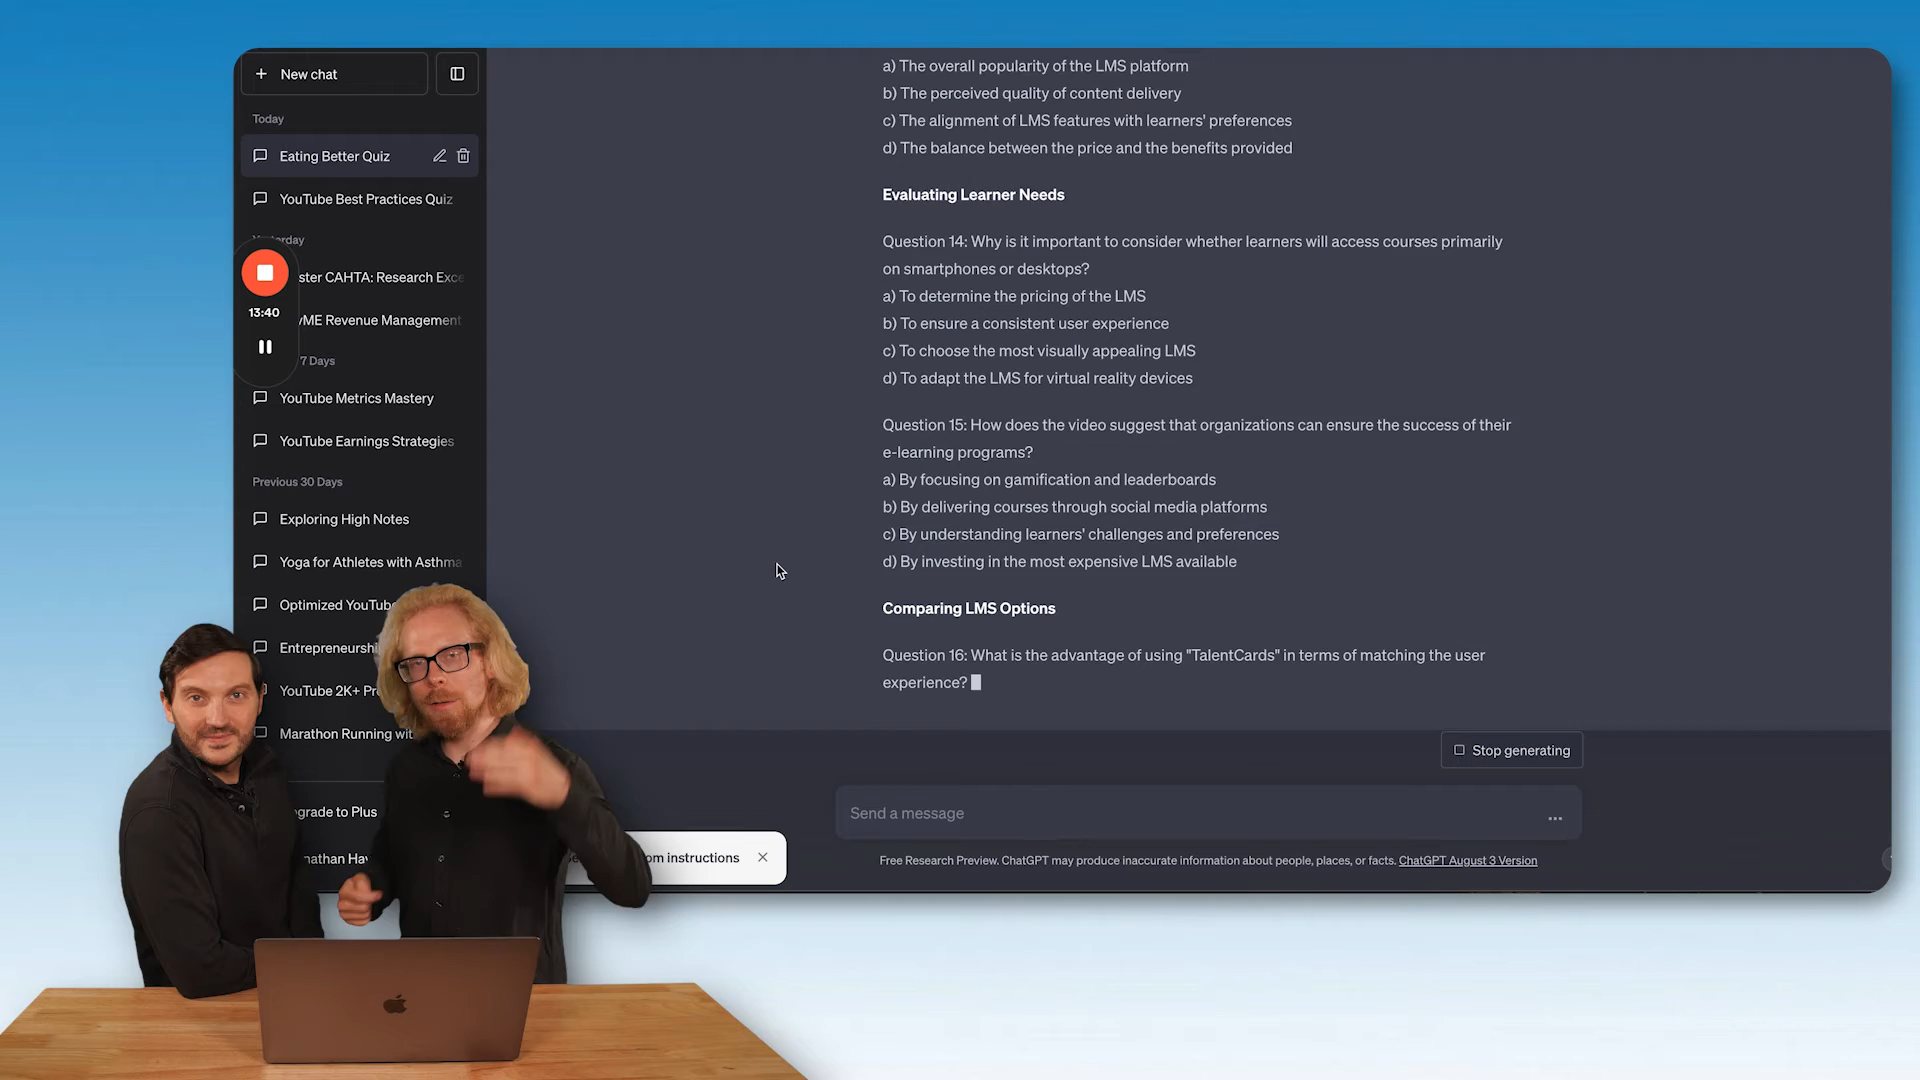 New chat
Today
Eating Better Quiz
YouTube Best Practices Quiz
13:40
YouTube Metrics Mastery
YouTube Earnings Strategies
Previous 30 Days
Exploring High Notes
Yoga for Athletes with Asthma
Optimized YouTube
Entrepreneurshi
YouTube 2K+ Pr
Marathon Running wit
grade to Plus
nathan Hay
om instructions
ster CAHTA: Research Exce
yME Revenue Management
7 Days
a) The overall popularity of the LMS platform
b) The perceived quality of content delivery
c) The alignment of LMS features with learners' preferences
d) The balance between the price and the benefits provided
Evaluating Learner Needs
Question 14: Why is it important to consider whether learners will access courses primarily
on smartphones or desktops?
a) To determine the pricing of the LMS
b) To ensure a consistent user experience
c) To choose the most visually appealing LMS
d) To adapt the LMS for virtual reality devices
Question 15: How does the video suggest that organizations can ensure the success of their
e-learning programs?
a) By focusing on gamification and leaderboards
b) By delivering courses through social media platforms
c) By understanding learners' challenges and preferences
d) By investing in the most expensive LMS available
Comparing LMS Options
Question 16: What is the advantage of using "TalentCards" in terms of matching the user
experience?
Stop generating
Send a message
Free Research Preview. ChatGPT may produce inaccurate information about people, places, or facts. ChatGPT August 3 Version